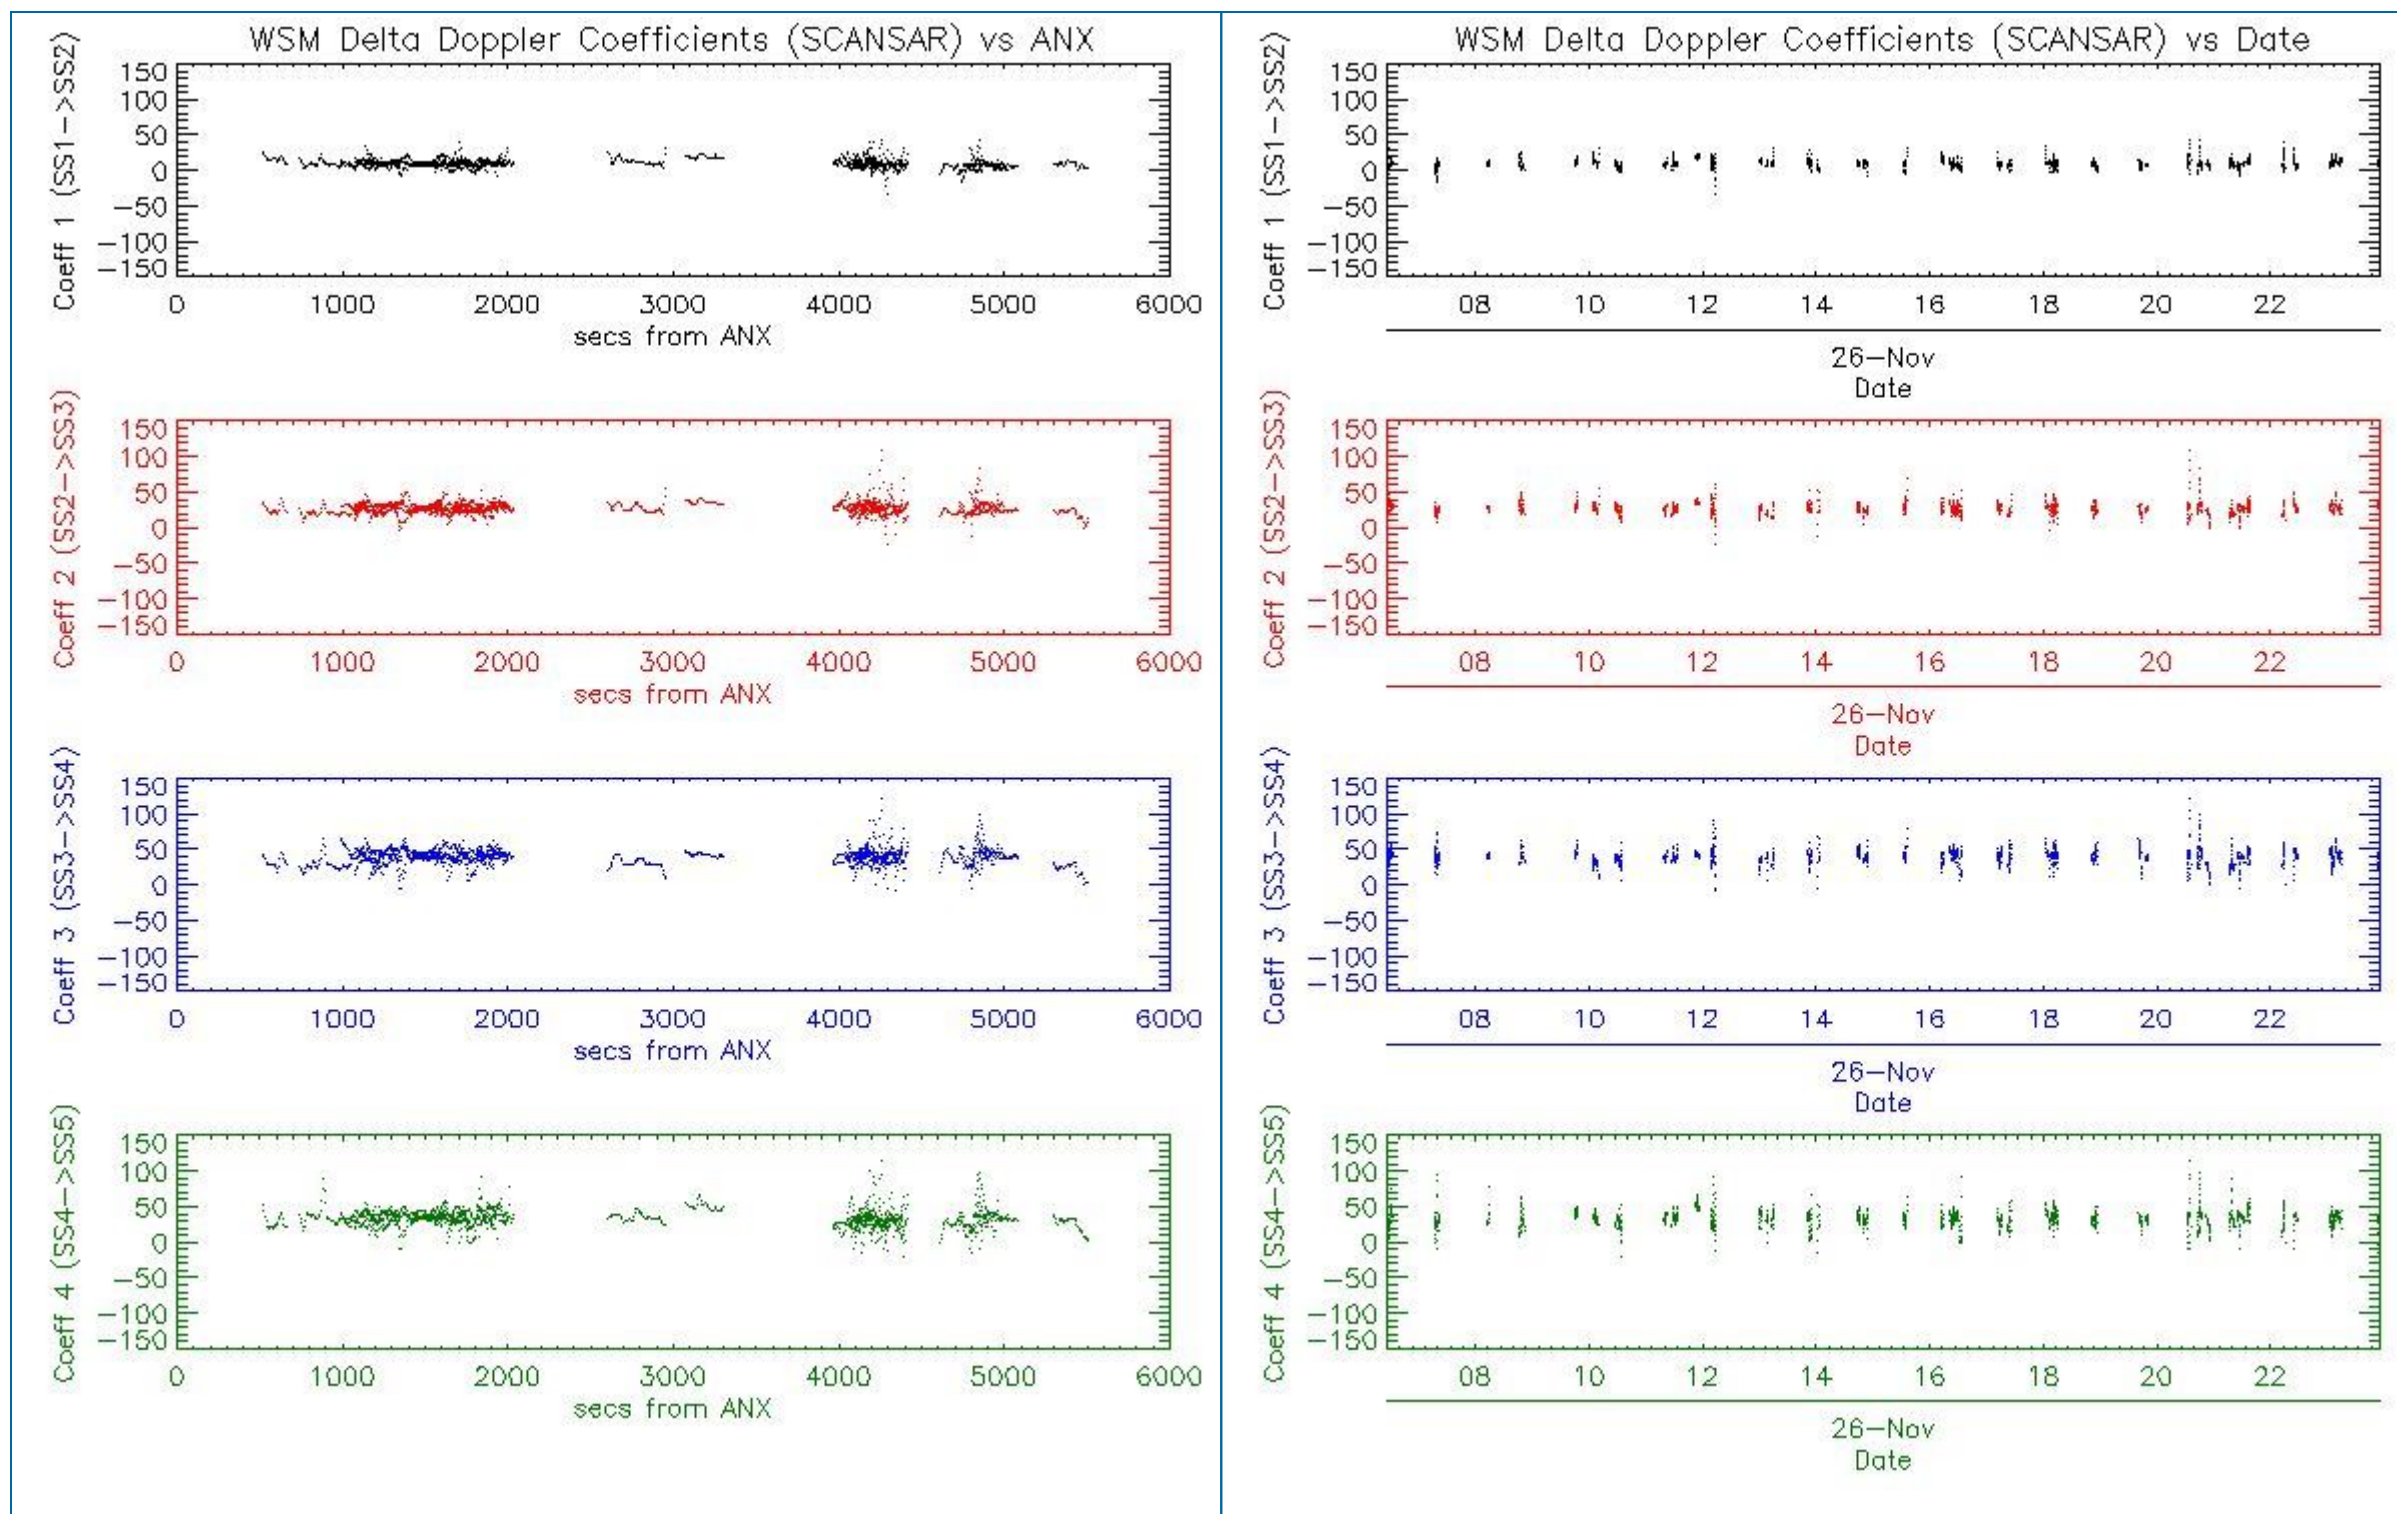 WSM Delta Doppler Coefficients (SCANSAR) vs ANX
Coeff 1 (SS1->SS2)
150
100
50
0
-50
-100
-150
0 1000 2000 3000 4000 5000 6000
secs from ANX
Coeff 2 (SS2->SS3)
150
100
50
0
-50
-100
-150
0 1000 2000 3000 4000 5000 6000
secs from ANX
Coeff 3 (SS3->SS4)
150
100
50
0
-50
-100
-150
0 1000 2000 3000 4000 5000 6000
secs from ANX
Coeff 4 (SS4->SS5)
150
100
50
0
-50
-100
-150
0 1000 2000 3000 4000 5000 6000
secs from ANX
WSM Delta Doppler Coefficients (SCANSAR) vs Date
Coeff 1 (SS1->SS2)
150
100
50
0
-50
-100
-150
08 10 12 14 16 18 20 22
26-Nov
Date
Coeff 2 (SS2->SS3)
150
100
50
0
-50
-100
-150
08 10 12 14 16 18 20 22
26-Nov
Date
Coeff 3 (SS3->SS4)
150
100
50
0
-50
-100
-150
08 10 12 14 16 18 20 22
26-Nov
Date
Coeff 4 (SS4->SS5)
150
100
50
0
-50
-100
-150
08 10 12 14 16 18 20 22
26-Nov
Date